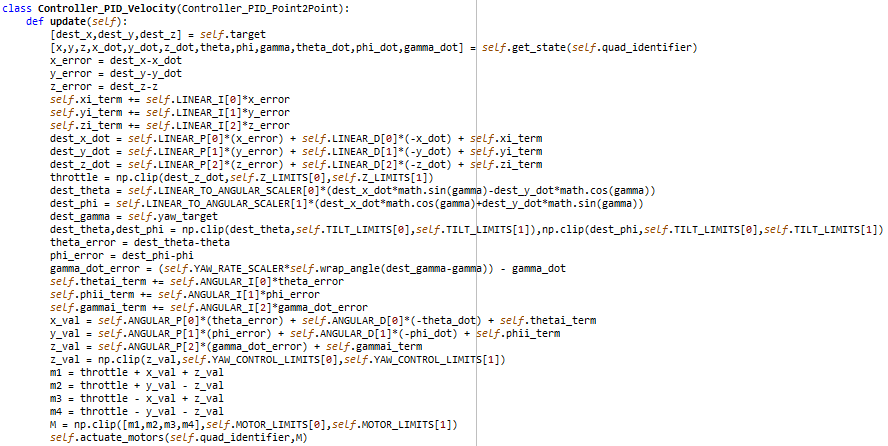 class Controller_PID_Velocity(Controller_PID_Point2Point):
    def update(self):
        [dest_x,dest_y,dest_z] = self.target
        [x,y,z,x_dot,y_dot,z_dot,theta,phi,gamma,theta_dot,phi_dot,gamma_dot] = self.get_state(self.quad_identifier)
        x_error = dest_x-x_dot
        y_error = dest_y-y_dot
        z_error = dest_z-z
        self.xi_term += self.LINEAR_I[0]*x_error
        self.yi_term += self.LINEAR_I[1]*y_error
        self.zi_term += self.LINEAR_I[2]*z_error
        dest_x_dot = self.LINEAR_P[0]*(x_error) + self.LINEAR_D[0]*(-x_dot) + self.xi_term
        dest_y_dot = self.LINEAR_P[1]*(y_error) + self.LINEAR_D[1]*(-y_dot) + self.yi_term
        dest_z_dot = self.LINEAR_P[2]*(z_error) + self.LINEAR_D[2]*(-z_dot) + self.zi_term
        throttle = np.clip(dest_z_dot,self.Z_LIMITS[0],self.Z_LIMITS[1])
        dest_theta = self.LINEAR_TO_ANGULAR_SCALER[0]*(dest_x_dot*math.sin(gamma)-dest_y_dot*math.cos(gamma))
        dest_phi = self.LINEAR_TO_ANGULAR_SCALER[1]*(dest_x_dot*math.cos(gamma)+dest_y_dot*math.sin(gamma))
        dest_gamma = self.yaw_target
        dest_theta,dest_phi = np.clip(dest_theta,self.TILT_LIMITS[0],self.TILT_LIMITS[1]),np.clip(dest_phi,self.TILT_LIMITS[0],self.TILT_LIMITS[1])
        theta_error = dest_theta-theta
        phi_error = dest_phi-phi
        gamma_dot_error = (self.YAW_RATE_SCALER*self.wrap_angle(dest_gamma-gamma)) - gamma_dot
        self.thetai_term += self.ANGULAR_I[0]*theta_error
        self.phii_term += self.ANGULAR_I[1]*phi_error
        self.gammai_term += self.ANGULAR_I[2]*gamma_dot_error
        x_val = self.ANGULAR_P[0]*(theta_error) + self.ANGULAR_D[0]*(-theta_dot) + self.thetai_term
        y_val = self.ANGULAR_P[1]*(phi_error) + self.ANGULAR_D[1]*(-phi_dot) + self.phii_term
        z_val = self.ANGULAR_P[2]*(gamma_dot_error) + self.gammai_term
        z_val = np.clip(z_val,self.YAW_CONTROL_LIMITS[0],self.YAW_CONTROL_LIMITS[1])
        m1 = throttle + x_val + z_val
        m2 = throttle + y_val - z_val
        m3 = throttle - x_val + z_val
        m4 = throttle - y_val - z_val
        M = np.clip([m1,m2,m3,m4],self.MOTOR_LIMITS[0],self.MOTOR_LIMITS[1])
        self.actuate_motors(self.quad_identifier,M)